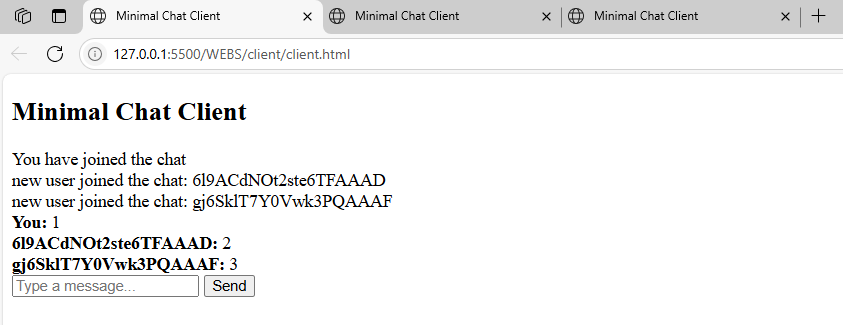 Minimal Chat Client
Minimal Chat Client
Minimal Chat Client
127.0.0.1:5500/WEBS/client/client.html
Minimal Chat Client
You have joined the chat
new user joined the chat: 6l9ACdNOt2ste6TFAAAD
new user joined the chat: gj6SklT7Y0Vwk3PQAAAF
You: 1
6l9ACdNOt2ste6TFAAAD: 2
gj6SklT7Y0Vwk3PQAAAF: 3
Type a message... Send